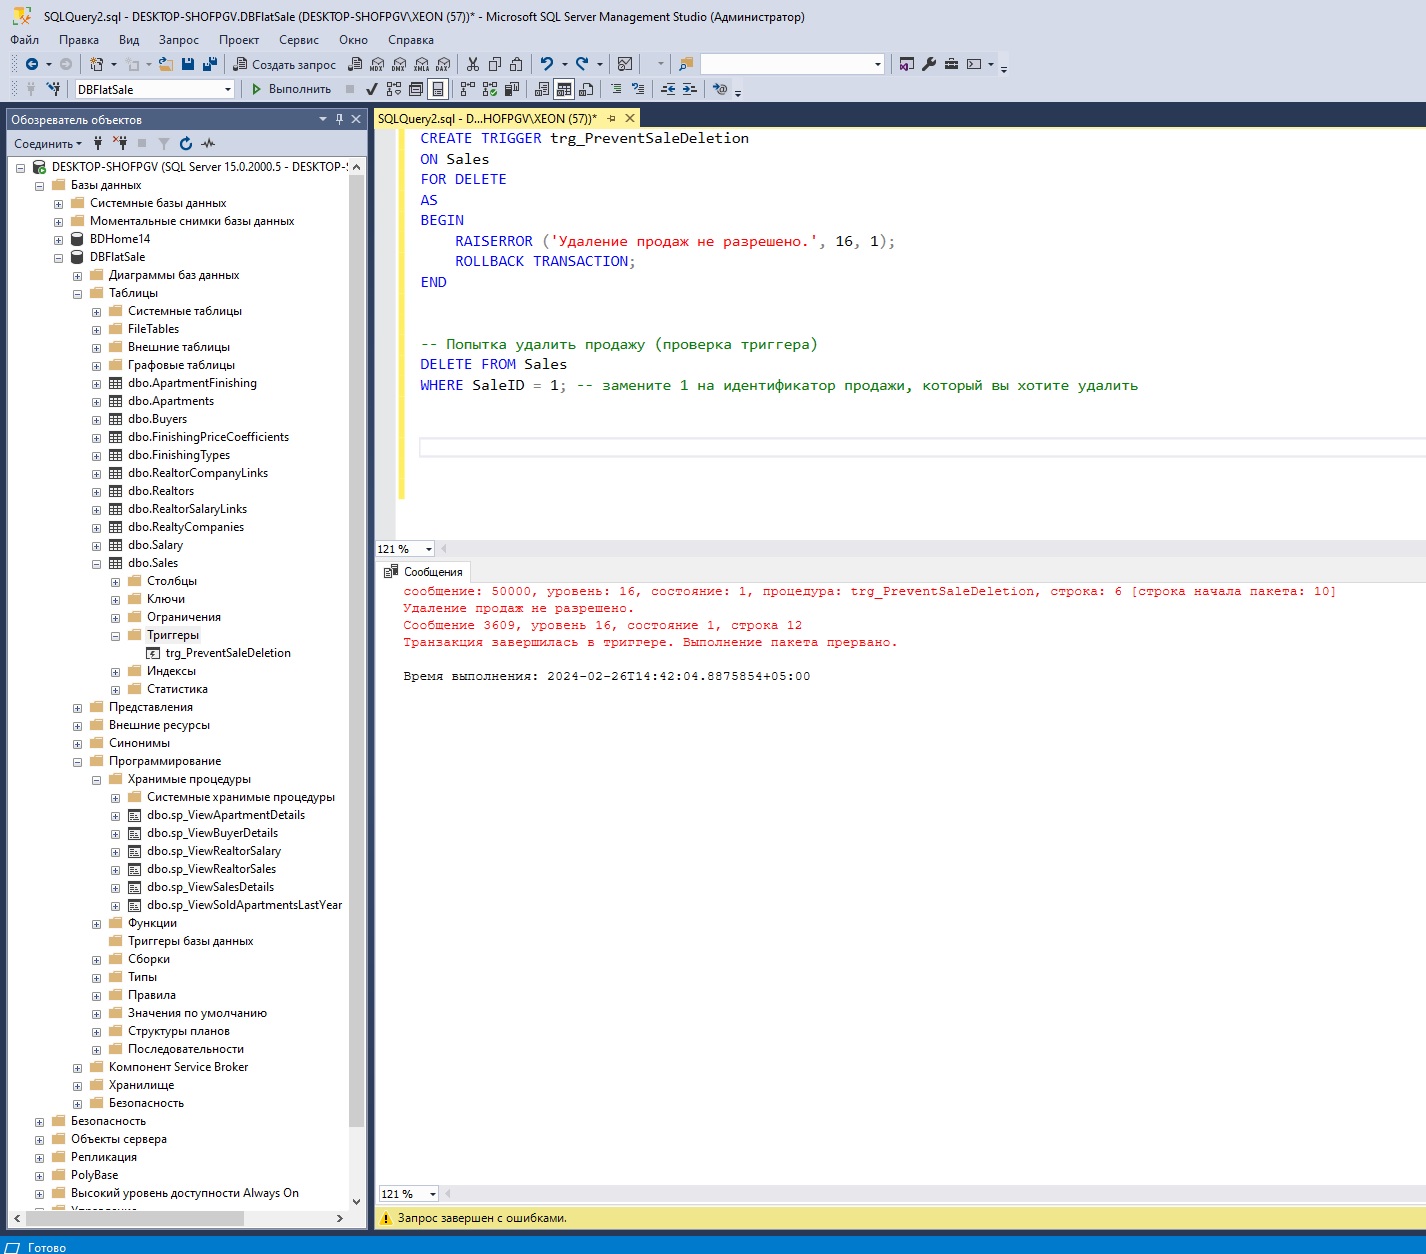 SQLQuery2.sql - DESKTOP-SHOFPGV.DBFlatSale (DESKTOP-SHOFPGV\XEON (57))* - Microsoft SQL Server Management Studio (Администратор)
Файл Правка Вид Запрос Проект Сервис Окно Справка
Создать запрос MDX DMX XMLA DAX
DBFlatSale Выполнить
Обозреватель объектов
Соединить
DESKTOP-SHOFPGV (SQL Server 15.0.2000.5 - DESKTOP-
Базы данных
Системные базы данных
Моментальные снимки базы данных
BDHome14
DBFlatSale
Диаграммы баз данных
Таблицы
Системные таблицы
FileTables
Внешние таблицы
Графовые таблицы
dbo.ApartmentFinishing
dbo.Apartments
dbo.Buyers
dbo.FinishingPriceCoefficients
dbo.FinishingTypes
dbo.RealtorCompanyLinks
dbo.Realtors
dbo.RealtorSalaryLinks
dbo.RealtyCompanies
dbo.Salary
dbo.Sales
Столбцы
Ключи
Ограничения
Триггеры
trg_PreventSaleDeletion
Индексы
Статистика
Представления
Внешние ресурсы
Синонимы
Программирование
Хранимые процедуры
Системные хранимые процедуры
dbo.sp_ViewApartmentDetails
dbo.sp_ViewBuyerDetails
dbo.sp_ViewRealtorSalary
dbo.sp_ViewRealtorSales
dbo.sp_ViewSalesDetails
dbo.sp_ViewSoldApartmentsLastYear
Функции
Триггеры базы данных
Сборки
Типы
Правила
Значения по умолчанию
Структуры планов
Последовательности
Компонент Service Broker
Хранилище
Безопасность
Безопасность
Объекты сервера
Репликация
PolyBase
Высокий уровень доступности Always On
SQLQuery2.sql - D...HOFPGV\XEON (57))*
CREATE TRIGGER trg_PreventSaleDeletion
ON Sales
FOR DELETE
AS
BEGIN
RAISERROR ('Удаление продаж не разрешено.', 16, 1);
ROLLBACK TRANSACTION;
END
-- Попытка удалить продажу (проверка триггера)
DELETE FROM Sales
WHERE SaleID = 1; -- замените 1 на идентификатор продажи, который вы хотите удалить
121 %
Сообщения
сообщение: 50000, уровень: 16, состояние: 1, процедура: trg_PreventSaleDeletion, строка: 6 [строка начала пакета: 10]
Удаление продаж не разрешено.
Сообщение 3609, уровень 16, состояние 1, строка 12
Транзакция завершилась в триггере. Выполнение пакета прервано.
Время выполнения: 2024-02-26T14:42:04.8875854+05:00
121 %
Запрос завершен с ошибками.
Готово